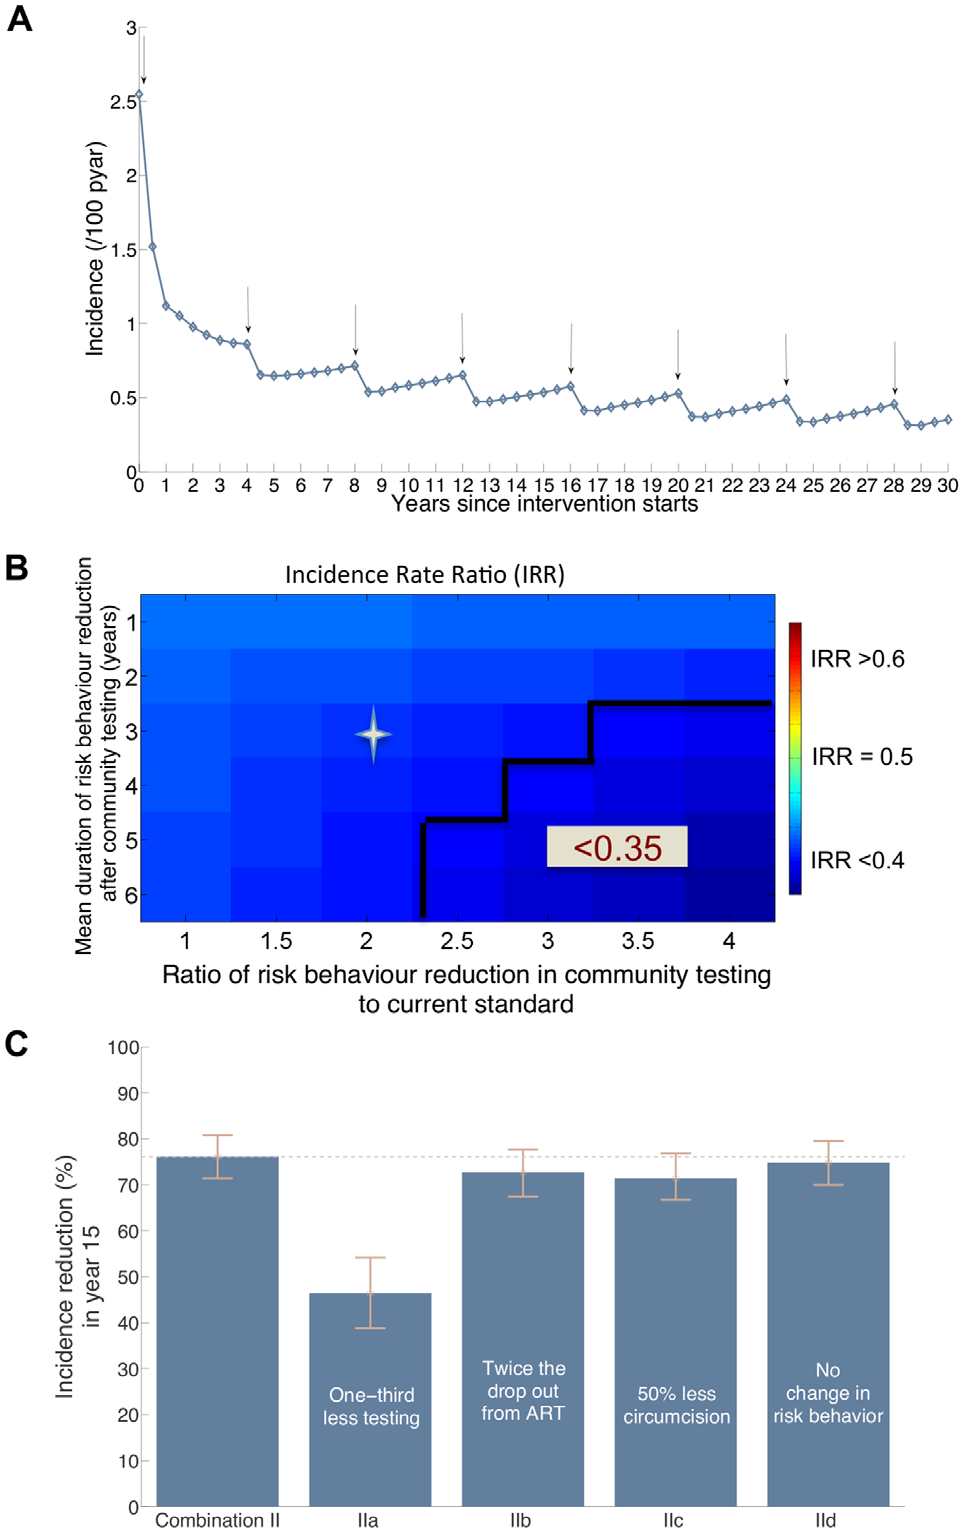 A
3
2.5
2
1.5
1
0.5
0
Incidence (/100 pyar)
0 1 2 3 4 5 6 7 8 9 10 11 12 13 14 15 16 17 18 19 20 21 22 23 24 25 26 27 28 29 30
Years since intervention starts
B
Incidence Rate Ratio (IRR)
Mean duration of risk behaviour reduction
after community testing (years)
1
2
3
4
5
6
<0.35
IRR >0.6
IRR = 0.5
IRR <0.4
1 1.5 2 2.5 3 3.5 4
Ratio of risk behaviour reduction in community testing
to current standard
C
100
90
80
70
60
50
40
30
20
10
0
Incidence reduction (%)
in year 15
One-third
less testing
Twice the
drop out
from ART
50% less
circumcision
No
change in
risk behavior
Combination II IIa IIb IIc IId